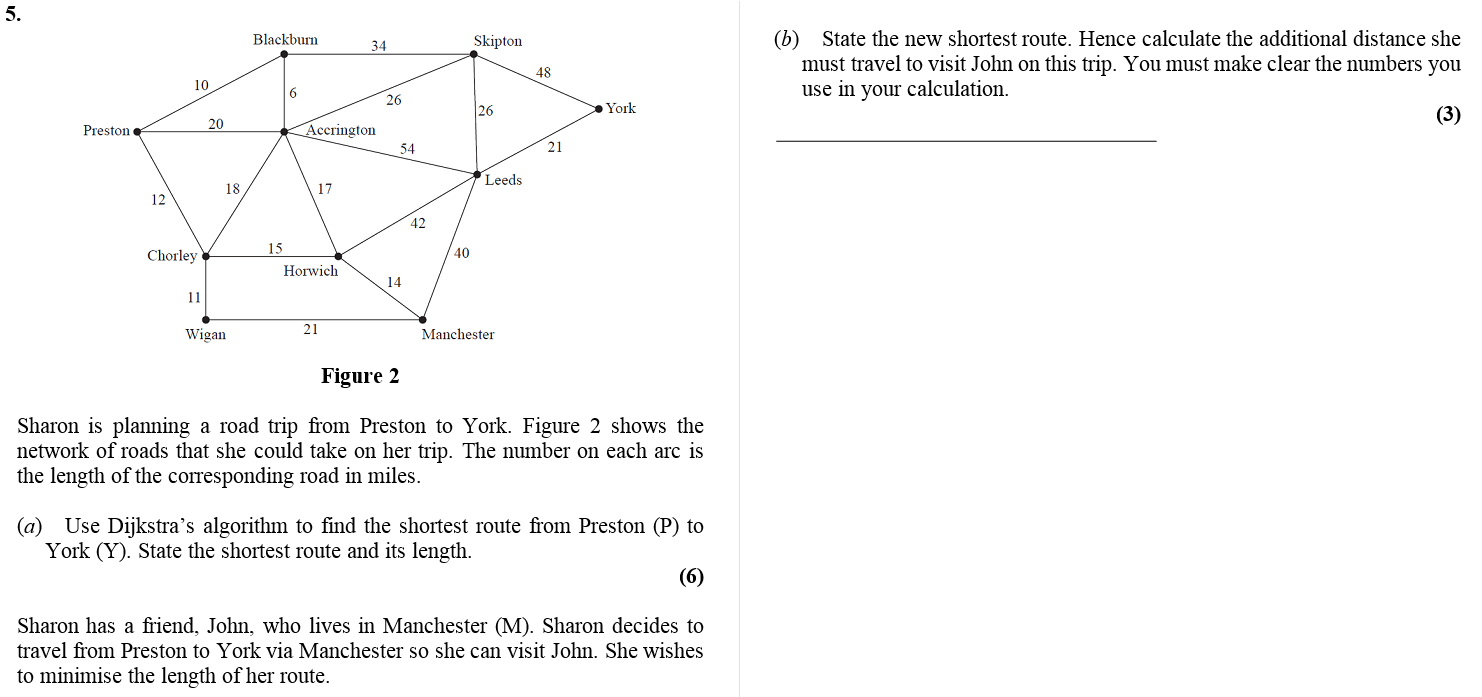 5.
Blackburn
34
Skipton
48
10
6
26
26
York
Preston
20
Accrington
54
21
Leeds
12
18
17
42
Chorley
15
40
Horwich
14
11
Wigan
21
Manchester
Figure 2
Sharon is planning a road trip from Preston to York. Figure 2 shows the
network of roads that she could take on her trip. The number on each arc is
the length of the corresponding road in miles.
(a) Use Dijkstra’s algorithm to find the shortest route from Preston (P) to
York (Y). State the shortest route and its length.
(6)
Sharon has a friend, John, who lives in Manchester (M). Sharon decides to
travel from Preston to York via Manchester so she can visit John. She wishes
to minimise the length of her route.
(b) State the new shortest route. Hence calculate the additional distance she
must travel to visit John on this trip. You must make clear the numbers you
use in your calculation.
(3)